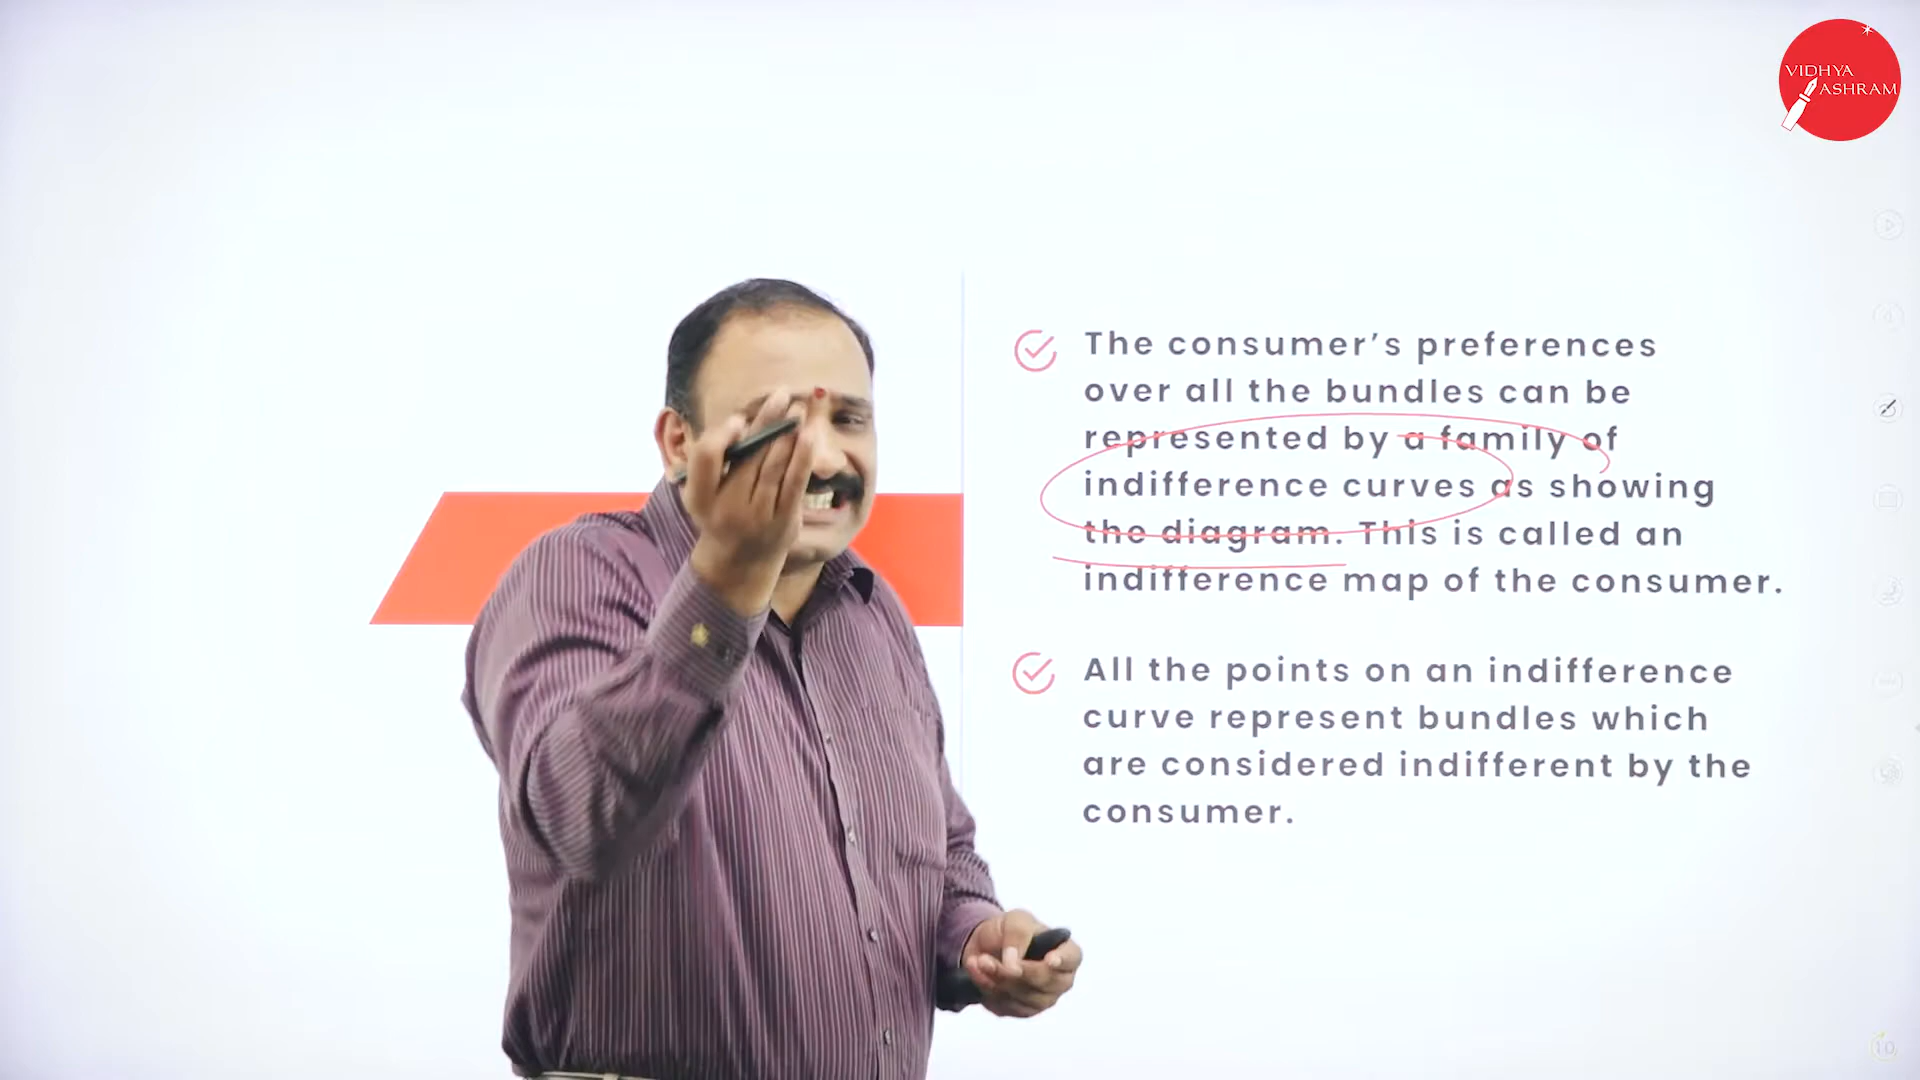 VIDHYA
ASHRAM
The consumer's preferences
over all the bundles can be
represented by a family of
indifference curves as showing
the diagram. This is called an
indifference map of the consumer.
All the points on an indifference
curve represent bundles which
are considered indifferent by the
consumer.
10